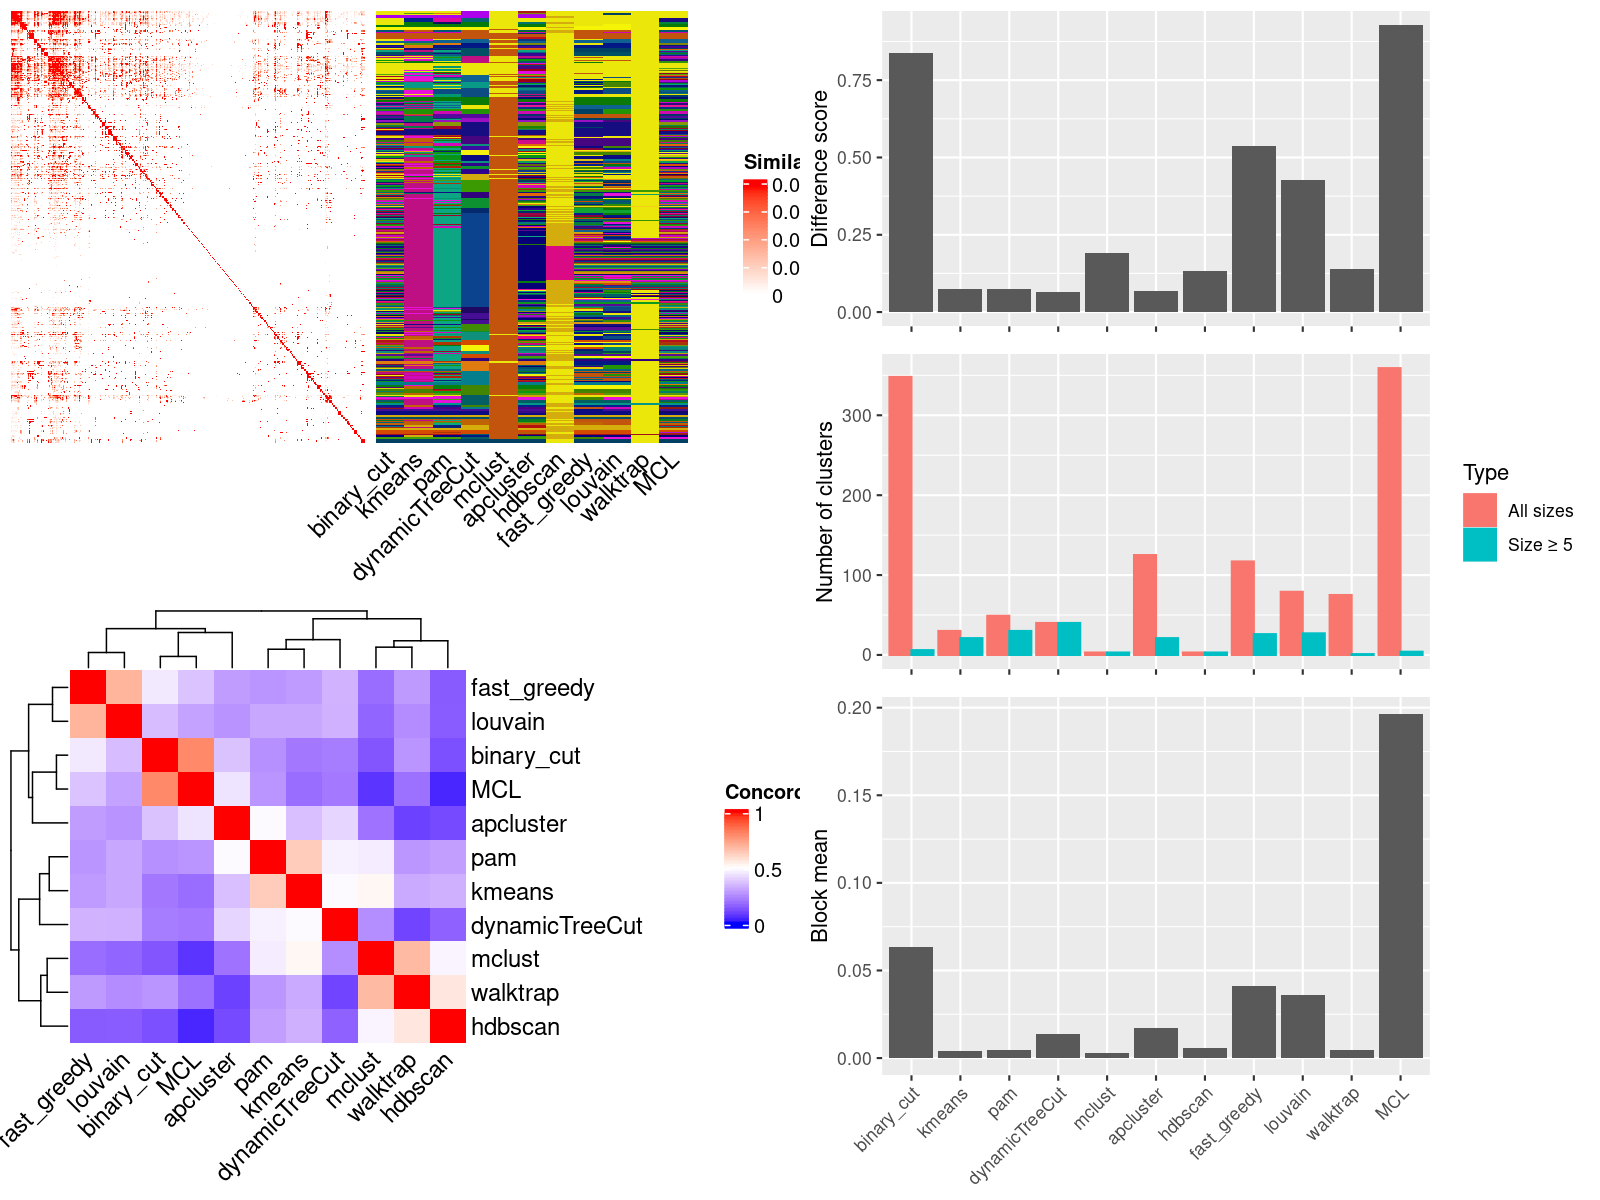 Simila
0.0
0.0
0.0
0.0
0
binary_cut
kmeans
pam
dynamicTreeCut
mclust
apcluster
hdbscan
fast_greedy
louvain
walktrap
MCL
fast_greedy
louvain
binary_cut
MCL
apcluster
pam
kmeans
dynamicTreeCut
mclust
walktrap
hdbscan
fast_greedy
louvain
binary_cut
MCL
apcluster
pam
kmeans
dynamicTreeCut
mclust
walktrap
hdbscan
Concord
1
0.5
0
Difference score
0.75
0.50
0.25
0.00
Number of clusters
300
200
100
0
Type
All sizes
Size ≥ 5
Block mean
0.20
0.15
0.10
0.05
0.00
binary_cut
kmeans
pam
dynamicTreeCut
mclust
apcluster
hdbscan
fast_greedy
louvain
walktrap
MCL